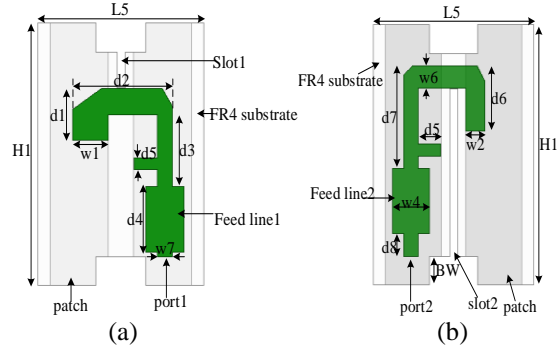 L5
Slot1
d2
d1
FR4 substrate
w1
d3
H1
d5
d4
Feed line1
w7
patch
port1
(a)
L5
FR4 substrate
w6
d7
d6
d5
w2
H1
Feed line2
w4
d8
BW
port2
slot2
patch
(b)